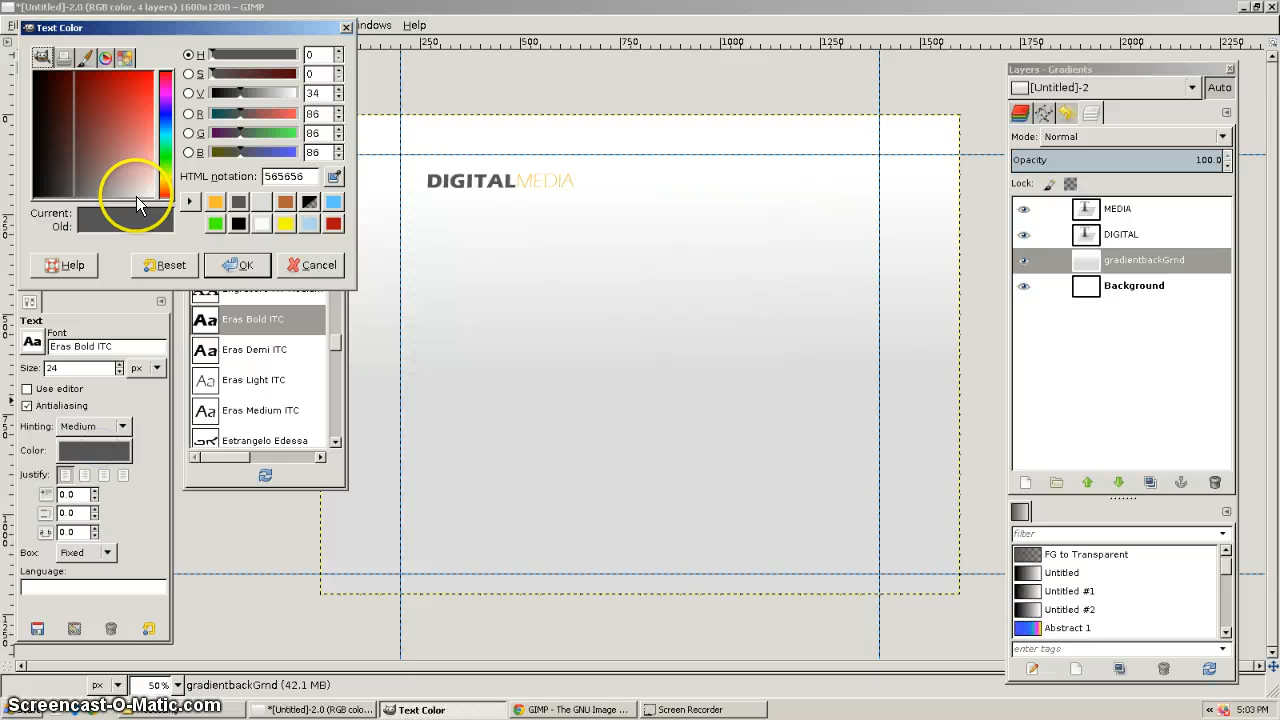 *[Untitled]-2.0 (RGB color, 4 layers) 1600x1200 – GIMP
Text Color
indows Help
H 0
S 0
V 34
R 86
G 86
B 86
HTML notation: 565656
Current:
Old:
Help Reset OK Cancel
250 500 750 1000 1250 1500 1750 2000 2250
DIGITALMEDIA
Text
Font
Aa Eras Bold ITC
Size: 24 px
Use editor
Antialiasing
Hinting: Medium
Color:
Justify:
0.0
0.0
0.0
Box: Fixed
Language:
Aa Eras Bold ITC
Aa Eras Demi ITC
Aa Eras Light ITC
Aa Eras Medium ITC
Estrangelo Edessa
Layers - Gradients
[Untitled]-2 Auto
Mode: Normal
Opacity 100.0
Lock:
MEDIA
DIGITAL
gradientbackGrnd
Background
filter
FG to Transparent
Untitled
Untitled #1
Untitled #2
Abstract 1
enter tags
px 50% gradientbackGrnd (42.1 MB)
Screencast-O-Matic.com
*[Untitled]-2.0 (RGB colo... Text Color GIMP - The GNU Image ... Screen Recorder 5:03 PM